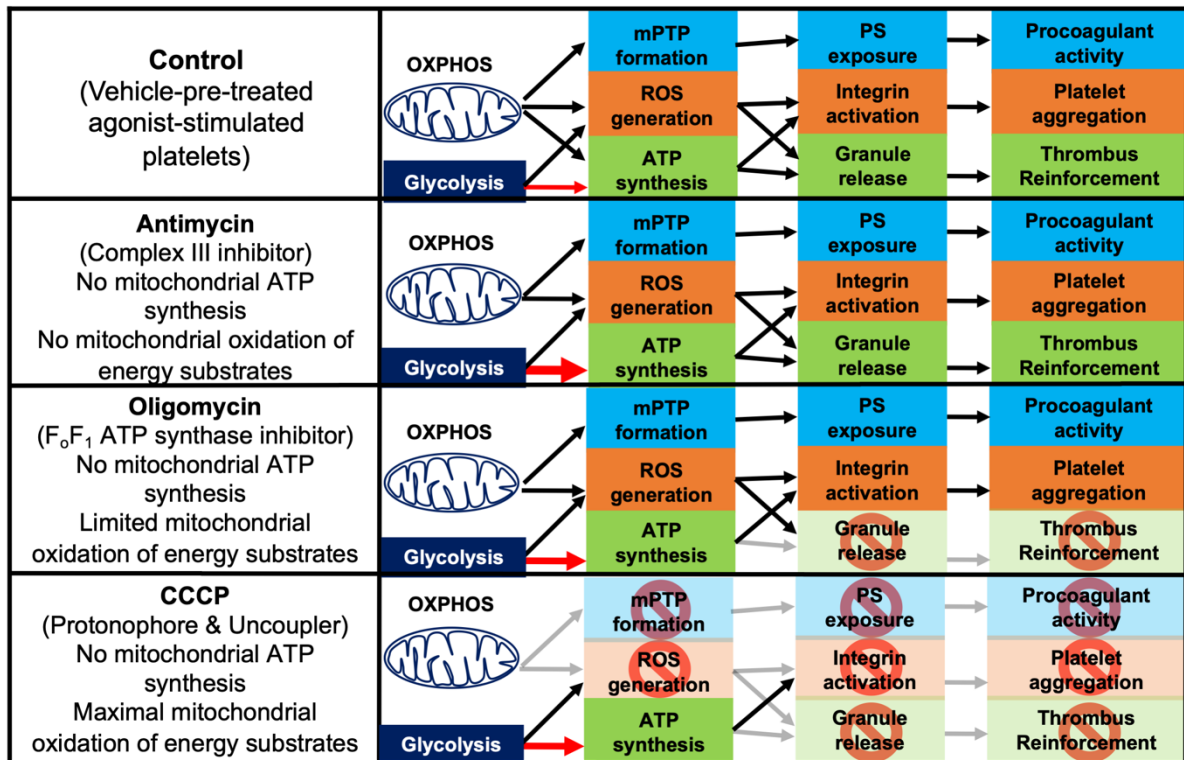 Control
(Vehicle-pre-treated
agonist-stimulated
platelets)
OXPHOS
Glycolysis
mPTP
formation
ROS
generation
ATP
synthesis
PS
exposure
Integrin
activation
Granule
release
Procoagulant
activity
Platelet
aggregation
Thrombus
Reinforcement
Antimycin
(Complex III inhibitor)
No mitochondrial ATP
synthesis
No mitochondrial oxidation of
energy substrates
OXPHOS
Glycolysis
mPTP
formation
ROS
generation
ATP
synthesis
PS
exposure
Integrin
activation
Granule
release
Procoagulant
activity
Platelet
aggregation
Thrombus
Reinforcement
Oligomycin
(FₒF₁ ATP synthase inhibitor)
No mitochondrial ATP
synthesis
Limited mitochondrial
oxidation of energy substrates
OXPHOS
Glycolysis
mPTP
formation
ROS
generation
ATP
synthesis
PS
exposure
Integrin
activation
Granule
release
Procoagulant
activity
Platelet
aggregation
Thrombus
Reinforcement
CCCP
(Protonophore & Uncoupler)
No mitochondrial ATP
synthesis
Maximal mitochondrial
oxidation of energy substrates
OXPHOS
Glycolysis
mPTP
formation
ROS
generation
ATP
synthesis
PS
exposure
Integrin
activation
Granule
release
Procoagulant
activity
Platelet
aggregation
Thrombus
Reinforcement